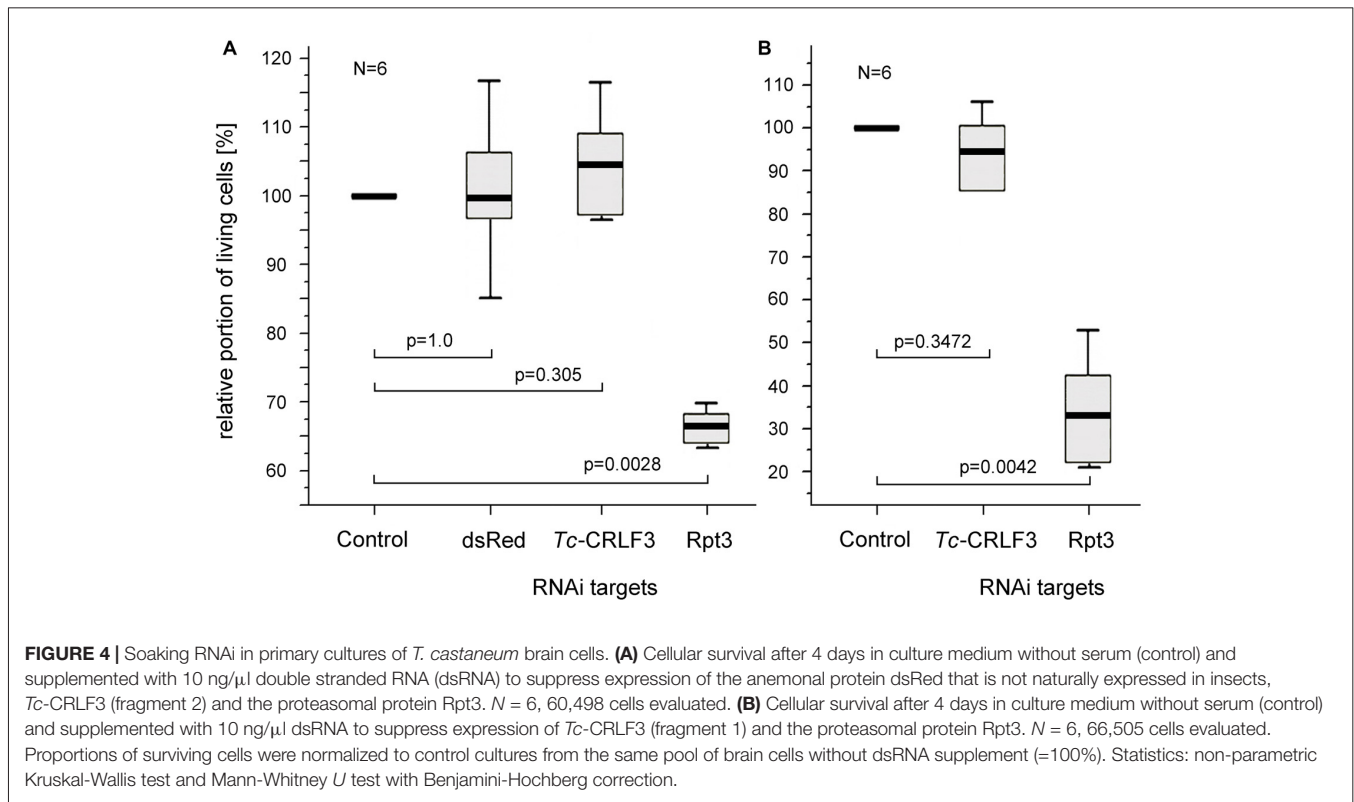 A
B
120
110
100
90
80
70
60
relative portion of living cells [%]
N=6
p=1.0
p=0.305
p=0.0028
Control dsRed Tc-CRLF3 Rpt3
RNAi targets
110
100
90
80
70
60
50
40
30
20
N=6
p=0.3472
p=0.0042
Control Tc-CRLF3 Rpt3
RNAi targets
FIGURE 4 | Soaking RNAi in primary cultures of T. castaneum brain cells. (A) Cellular survival after 4 days in culture medium without serum (control) and
supplemented with 10 ng/μl double stranded RNA (dsRNA) to suppress expression of the anemonal protein dsRed that is not naturally expressed in insects,
Tc-CRLF3 (fragment 2) and the proteasomal protein Rpt3. N = 6, 60,498 cells evaluated. (B) Cellular survival after 4 days in culture medium without serum (control)
and supplemented with 10 ng/μl dsRNA to suppress expression of Tc-CRLF3 (fragment 1) and the proteasomal protein Rpt3. N = 6, 66,505 cells evaluated.
Proportions of surviving cells were normalized to control cultures from the same pool of brain cells without dsRNA supplement (=100%). Statistics: non-parametric
Kruskal-Wallis test and Mann-Whitney U test with Benjamini-Hochberg correction.